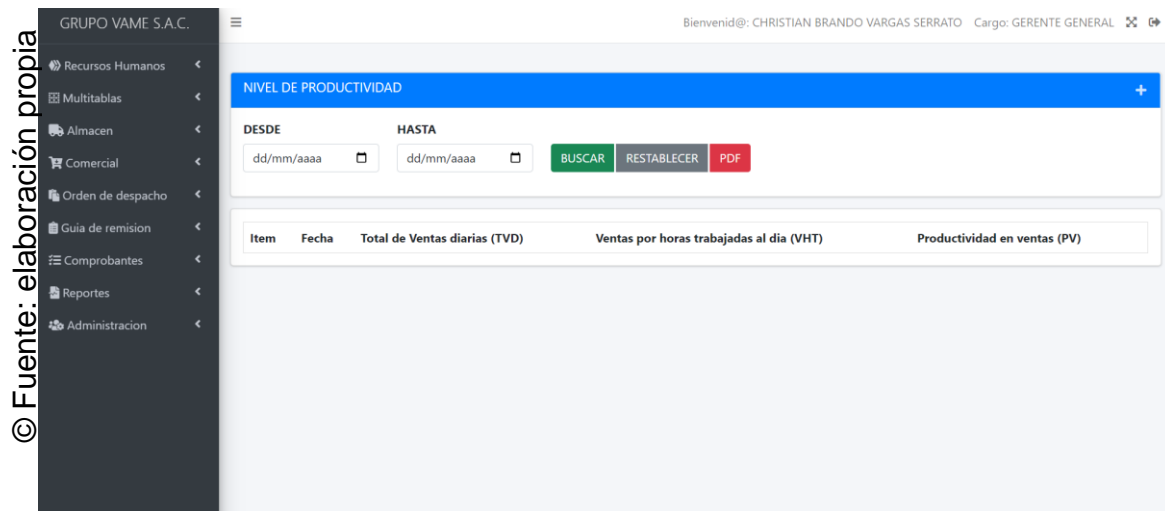 GRUPO VAME S.A.C.
Bienvenid@: CHRISTIAN BRANDO VARGAS SERRATO Cargo: GERENTE GENERAL
Recursos Humanos
Multitablas
Almacen
Comercial
Orden de despacho
Guia de remision
Comprobantes
Reportes
Administracion
NIVEL DE PRODUCTIVIDAD
DESDE HASTA
dd/mm/aaaa dd/mm/aaaa BUSCAR RESTABLECER PDF
Item Fecha Total de Ventas diarias (TVD) Ventas por horas trabajadas al dia (VHT) Productividad en ventas (PV)
© Fuente: elaboración propia